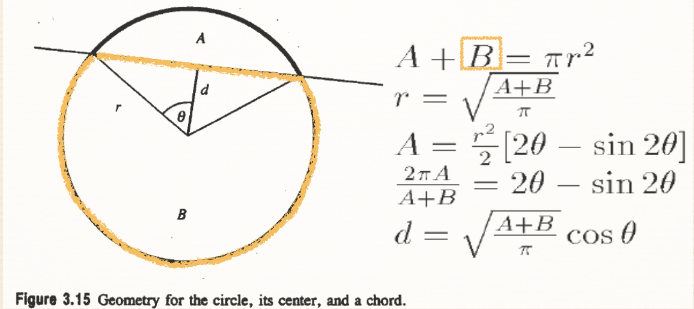 A
d
r
θ
B
A + B = πr²
r = √((A+B)/π)
A = r²/2 [2θ − sin 2θ]
2πA/(A+B) = 2θ − sin 2θ
d = √((A+B)/π) cos θ
Figure 3.15 Geometry for the circle, its center, and a chord.